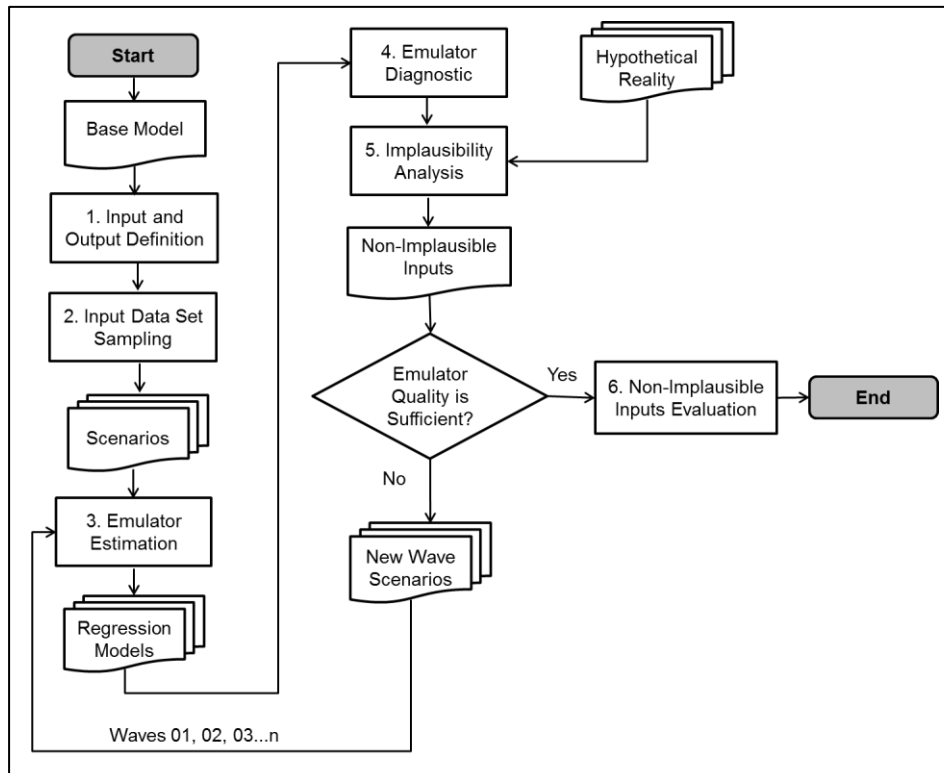 Start
Base Model
1. Input and
Output Definition
2. Input Data Set
Sampling
Scenarios
3. Emulator
Estimation
Regression
Models
Waves 01, 02, 03...n
4. Emulator
Diagnostic
Hypothetical
Reality
5. Implausibility
Analysis
Non-Implausible
Inputs
Emulator
Quality is
Sufficient?
Yes
No
6. Non-Implausible
Inputs Evaluation
End
New Wave
Scenarios